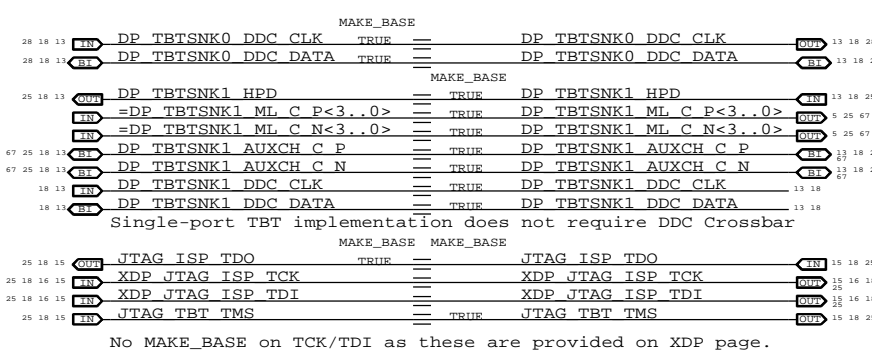 MAKE_BASE
28 18 13 IN DP_TBTSNK0_DDC_CLK TRUE DP_TBTSNK0_DDC_CLK OUT 13 18 28
28 18 13 BI DP_TBTSNK0_DDC_DATA TRUE DP_TBTSNK0_DDC_DATA BI 13 18
MAKE_BASE
25 18 13 OUT DP_TBTSNK1_HPD TRUE DP_TBTSNK1_HPD IN 13 18 25
IN =DP_TBTSNK1_ML_C_P<3..0> TRUE DP_TBTSNK1_ML_C_P<3..0> OUT 5 25 67
IN =DP_TBTSNK1_ML_C_N<3..0> TRUE DP_TBTSNK1_ML_C_N<3..0> OUT 5 25 67
67 25 18 13 BI DP_TBTSNK1_AUXCH_C_P TRUE DP_TBTSNK1_AUXCH_C_P BI 13 18
67
67 25 18 13 BI DP_TBTSNK1_AUXCH_C_N TRUE DP_TBTSNK1_AUXCH_C_N BI 13 18
67
18 13 IN DP_TBTSNK1_DDC_CLK TRUE DP_TBTSNK1_DDC_CLK 13 18
18 13 BI DP_TBTSNK1_DDC_DATA TRUE DP_TBTSNK1_DDC_DATA 13 18
Single-port TBT implementation does not require DDC Crossbar
MAKE_BASE MAKE_BASE
25 18 15 OUT JTAG_ISP_TDO TRUE JTAG_ISP_TDO IN 15 18 25
25 18 16 15 IN XDP_JTAG_ISP_TCK XDP_JTAG_ISP_TCK OUT 15 16 18
25
25 18 16 15 IN XDP_JTAG_ISP_TDI XDP_JTAG_ISP_TDI OUT 15 16 18
25
25 18 15 IN JTAG_TBT_TMS TRUE JTAG_TBT_TMS OUT 15 18 25
No MAKE_BASE on TCK/TDI as these are provided on XDP page.